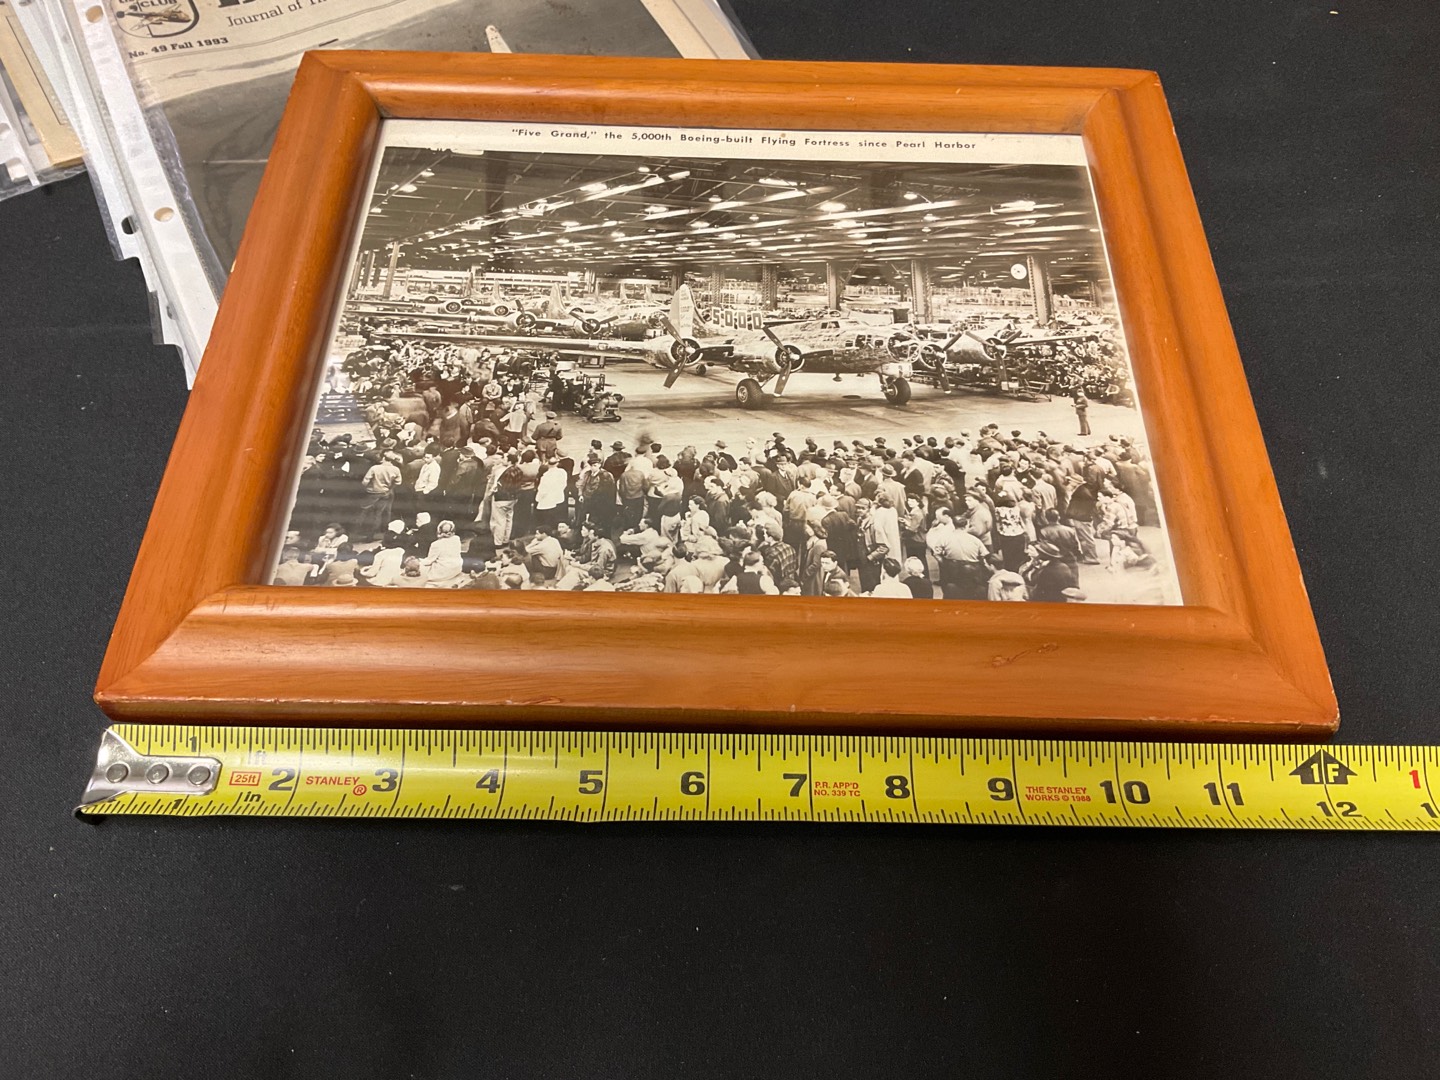 CLUB
Journal of
No. 49 Fall 1993
"Five Grand," the 5,000th Boeing-built Flying Fortress since Pearl Harbor
5000
1 2 3 4 5 6 7 8 9 10 11 1F 1
25ft
in
STANLEY ®
P.R. APP'D
NO. 339 TC
THE STANLEY
WORKS © 1988
1 12